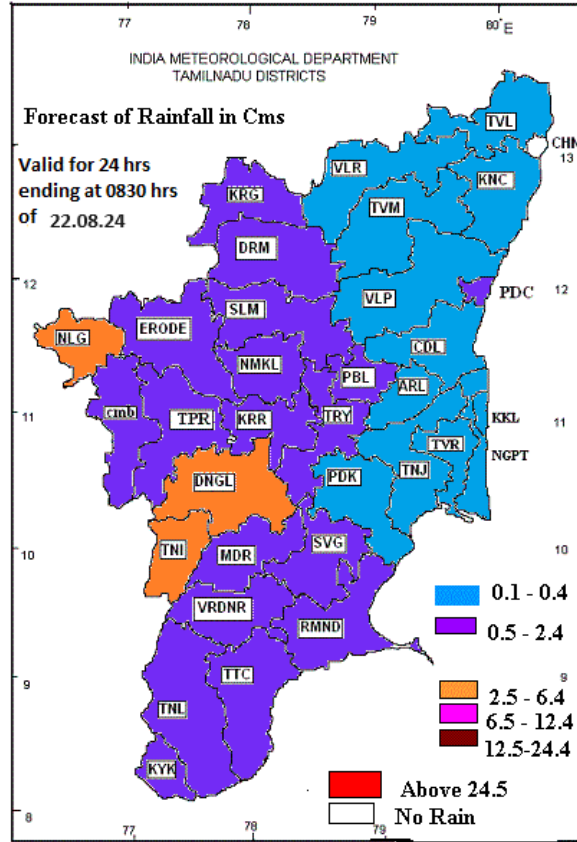 77 78 79 80° E
INDIA METEOROLOGICAL DEPARTMENT
TAMILNADU DISTRICTS
Forecast of Rainfall in Cms
Valid for 24 hrs
ending at 0830 hrs
of 22.08.24
TVL
CHN
13
VLR
KNC
KRG
TVM
DRM
12
12
PDC
SLM
VLP
ERODE
NLG
CDL
NMKL
PBL
ARL
11
cmb
TPR
KRR
TRY
11
KKL
TVR
NGPT
DNGL
PDK
TNJ
10
TNI
MDR
SVG
10
0.1 - 0.4
VRDNR
RMND
0.5 - 2.4
9
TTC
9
2.5 - 6.4
TNL
6.5 - 12.4
12.5-24.4
KYK
Above 24.5
No Rain
8
77 78 79